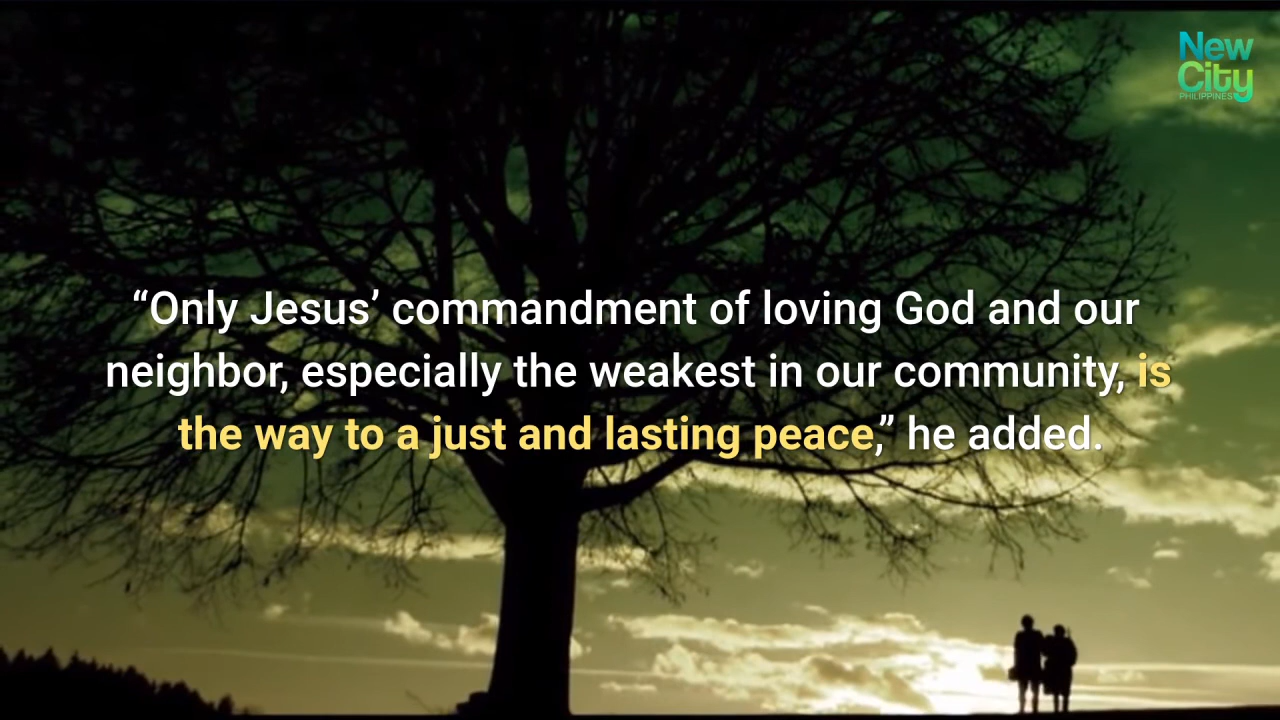 New
City
PHILIPPINES
“Only Jesus’ commandment of loving God and our
neighbor, especially the weakest in our community, is
the way to a just and lasting peace,” he added.